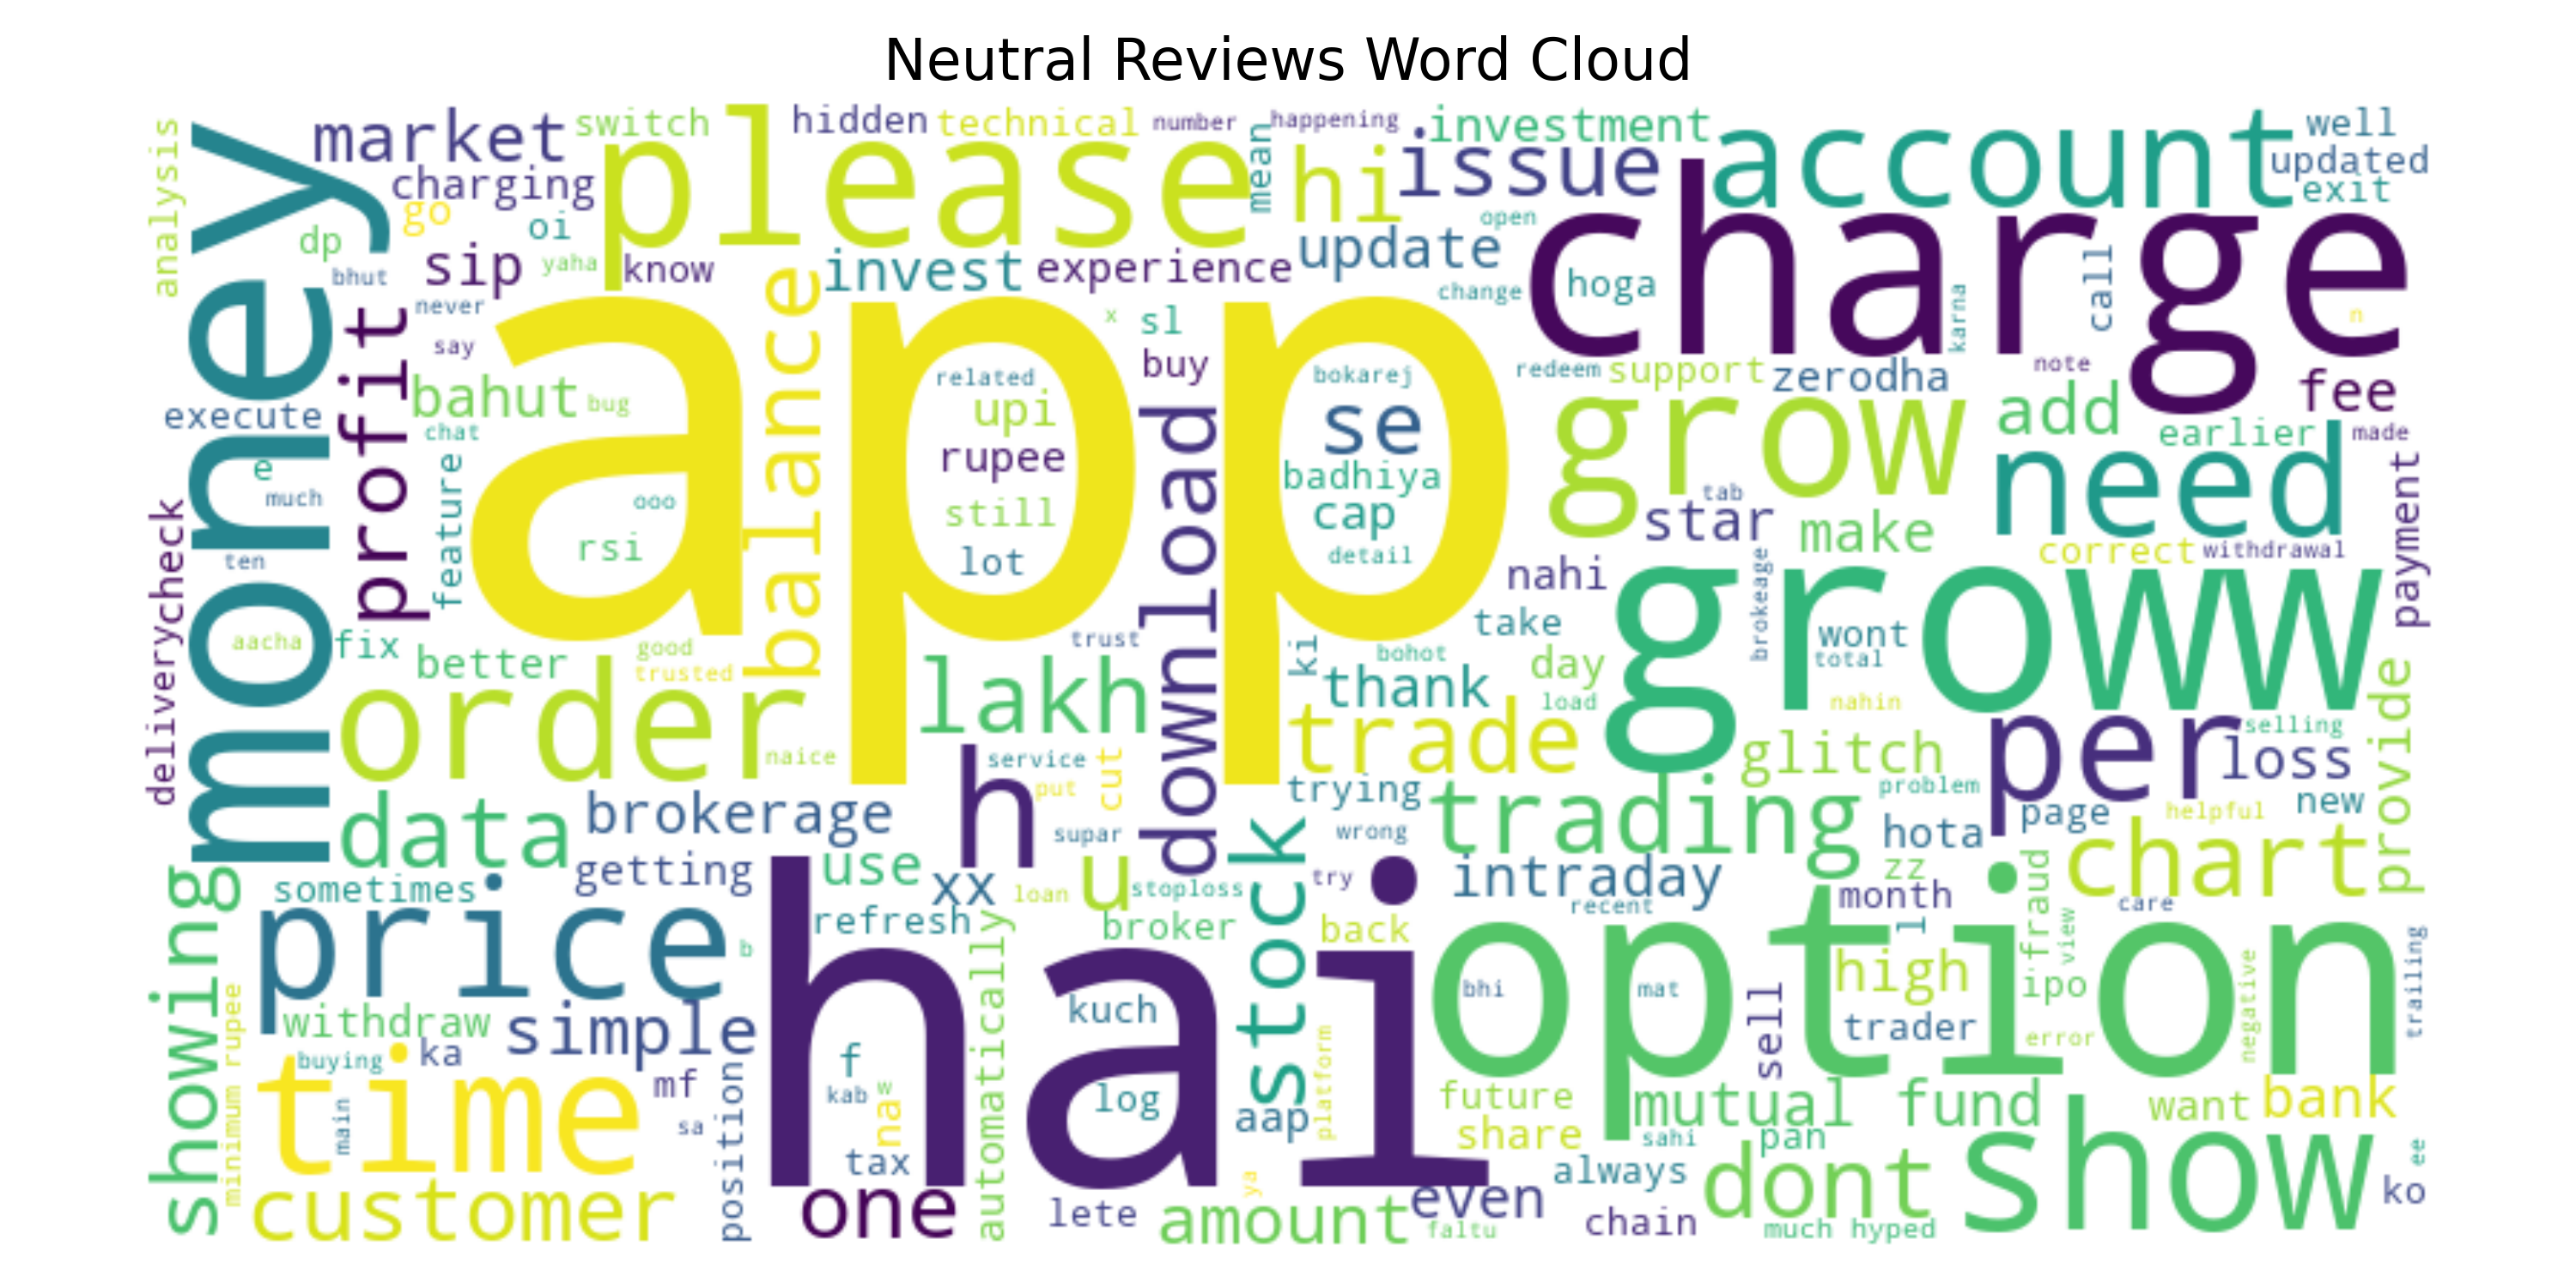 Neutral Reviews Word Cloud
analysis
money
market
switch
please
hidden
technical
number
mean
happening
hi
issue
investment
account
well
updated
exit
charging
go
oi
dp
sip
yaha
know
bhut
never
say
profit
invest
experience
update
open
change
charge
hoga
karna
call
n
note
fee
app
balance
x
sl
buy
download
related
upi
rupee
still
lot
bokarej
se
badhiya
cap
detail
redeem
support
zerodha
grow
add
earlier
made
need
execute
bahut
bug
chat
feature
e
much
ten
ooo
rsi
deliverycheck
aacha
fix
better
good
trusted
trust
star
tab
make
nahi
correct
withdrawal
payment
brokeage
take
wont
total
groww
ki
bohot
day
thank
load
nahin
order
naice
lakh
trade
glitch
per
selling
loss
provide
service
put
cut
h
trying
problem
page
helpful
new
data
brokerage
supar
wrong
trading
hota
chart
getting
use
xx
loan
u
stoploss
stock
try
intraday
zz
month
recent
l
fraud
view
care
showing
sometimes
price
b
refresh
broker
back
hai
option
automatically
kuch
bhi
mat
high
ipo
negative
trailing
minimum rupee
withdraw
simple
sell
trader
error
time
buying
ka
mf
main
sa
position
f
kab
w
na
tax
log
aap
platform
future
share
mutual fund
want
bank
sahi
pan
ee
customer
one
lete
ya
amount
even
faltu
always
chain
dont
much hyped
show
ko